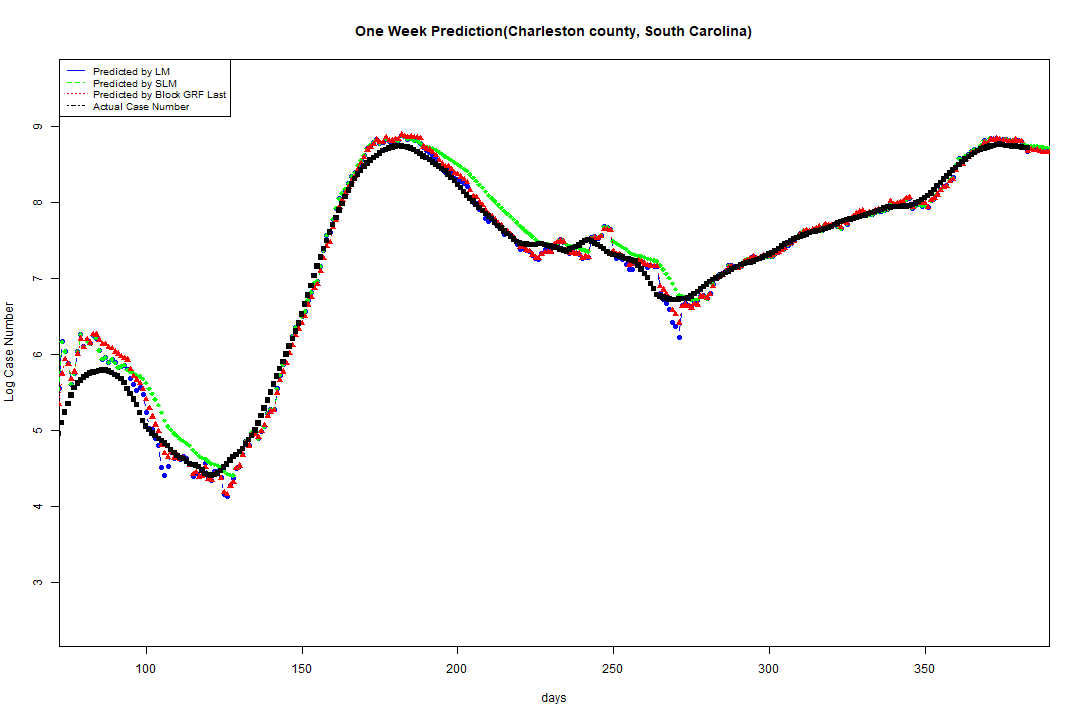 One Week Prediction(Charleston county, South Carolina)
Predicted by LM
Predicted by SLM
Predicted by Block GRF Last
Actual Case Number
9
8
7
6
5
4
3
Log Case Number
100
150
200
250
300
350
days